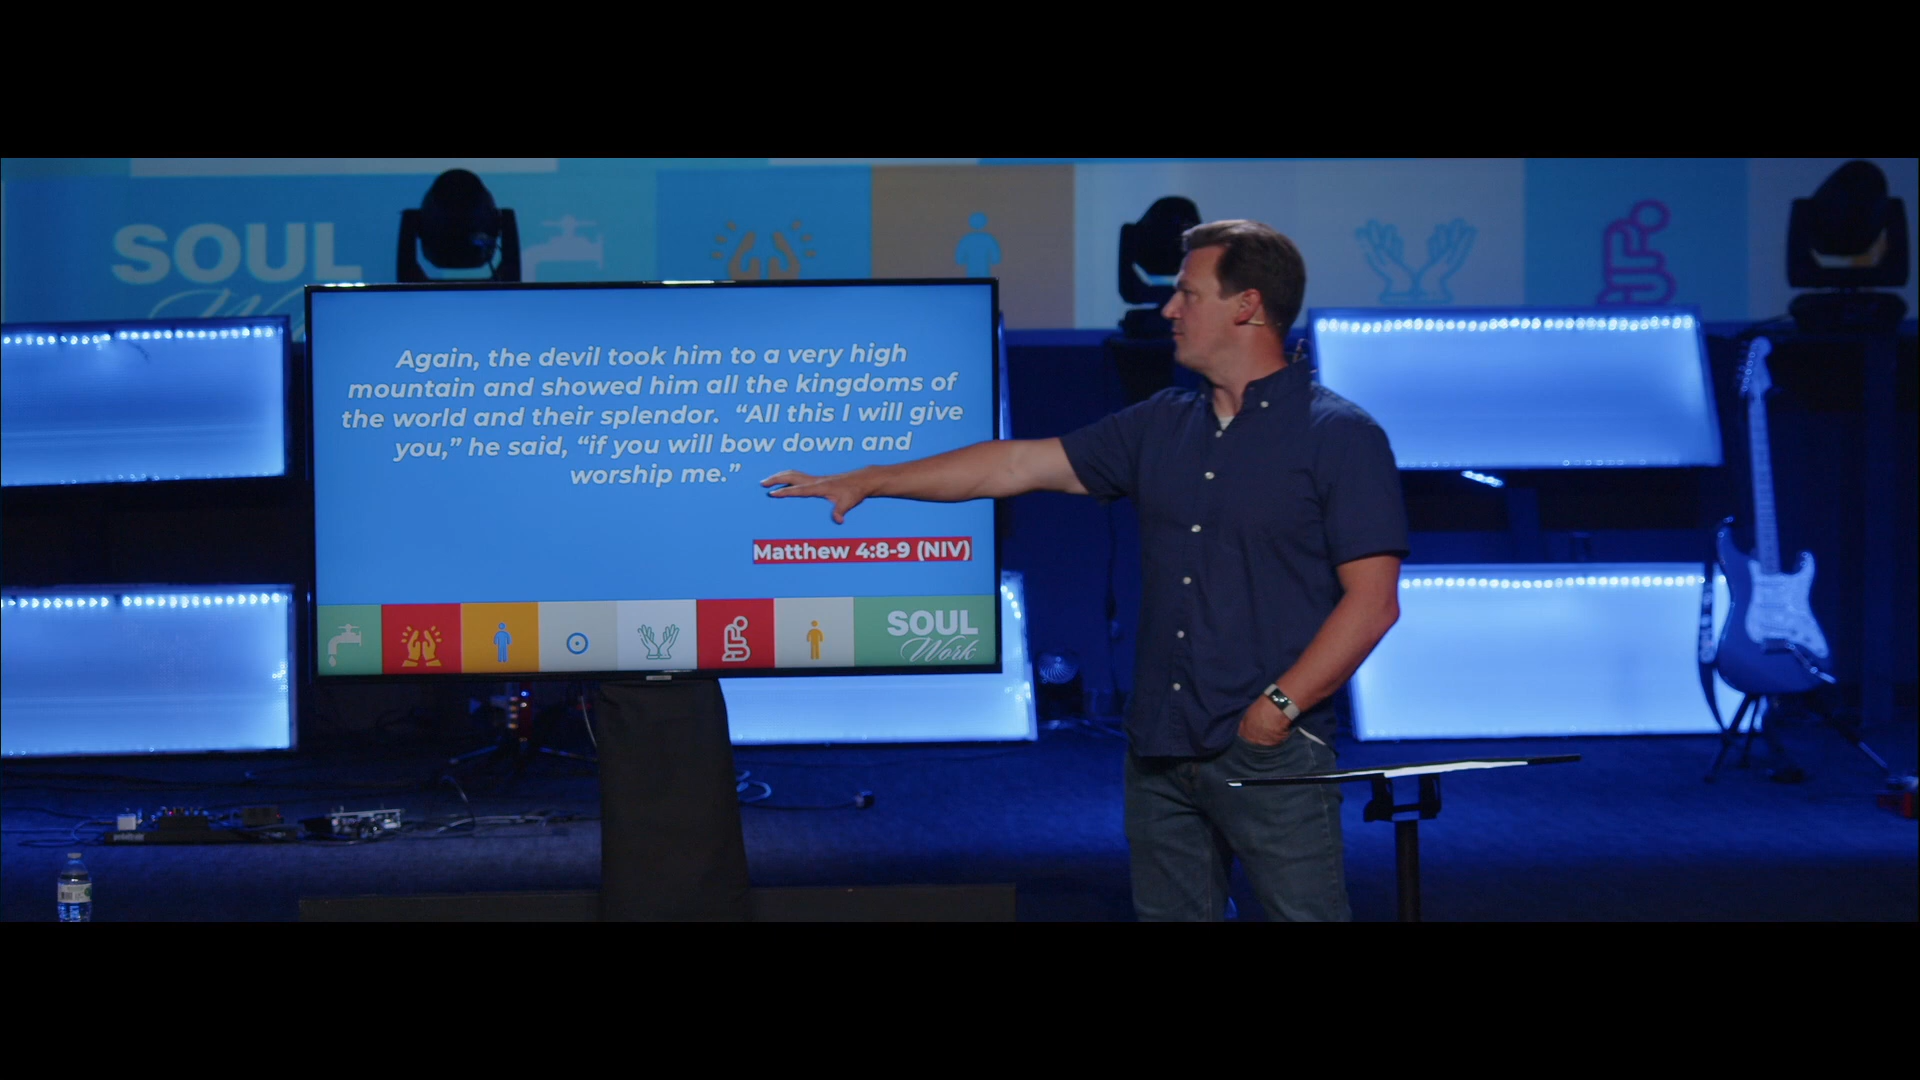 SOUL
Again, the devil took him to a very high
mountain and showed him all the kingdoms of
the world and their splendor. “All this I will give
you,” he said, “if you will bow down and
worship me.”
Matthew 4:8-9 (NIV)
SOUL
Work